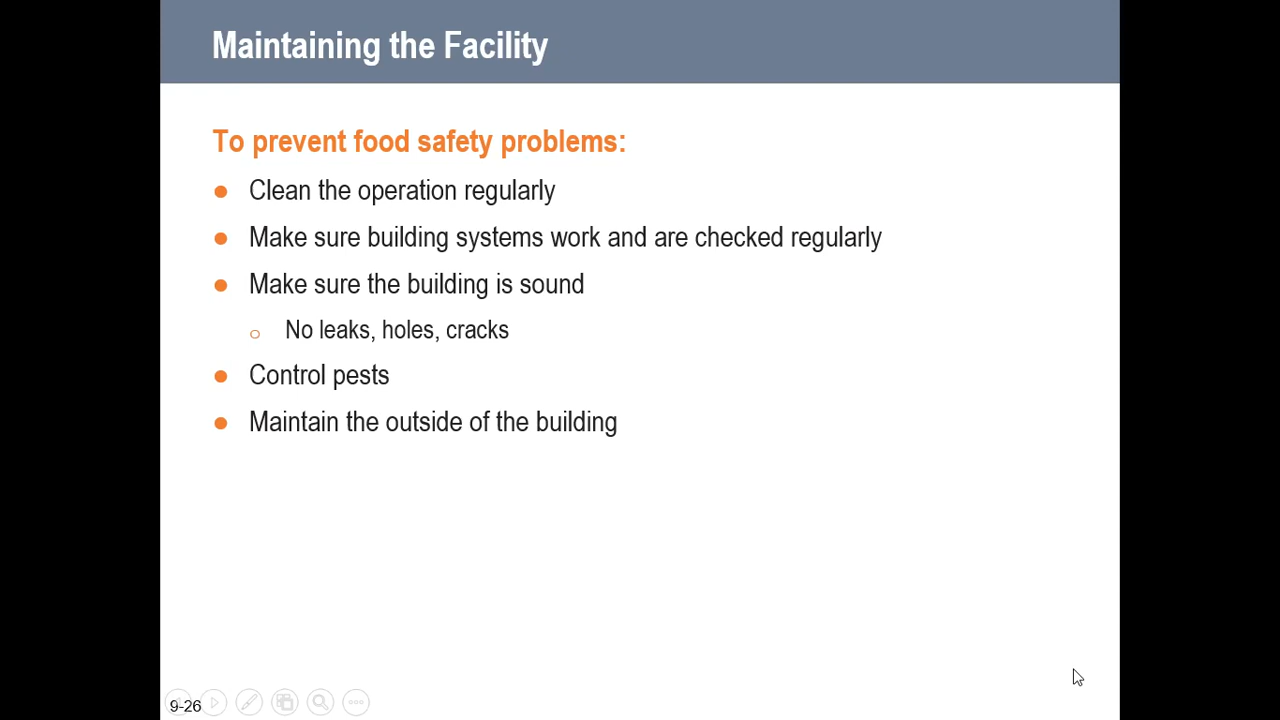 Maintaining the Facility
To prevent food safety problems:
Clean the operation regularly
Make sure building systems work and are checked regularly
Make sure the building is sound
No leaks, holes, cracks
Control pests
Maintain the outside of the building
9-26